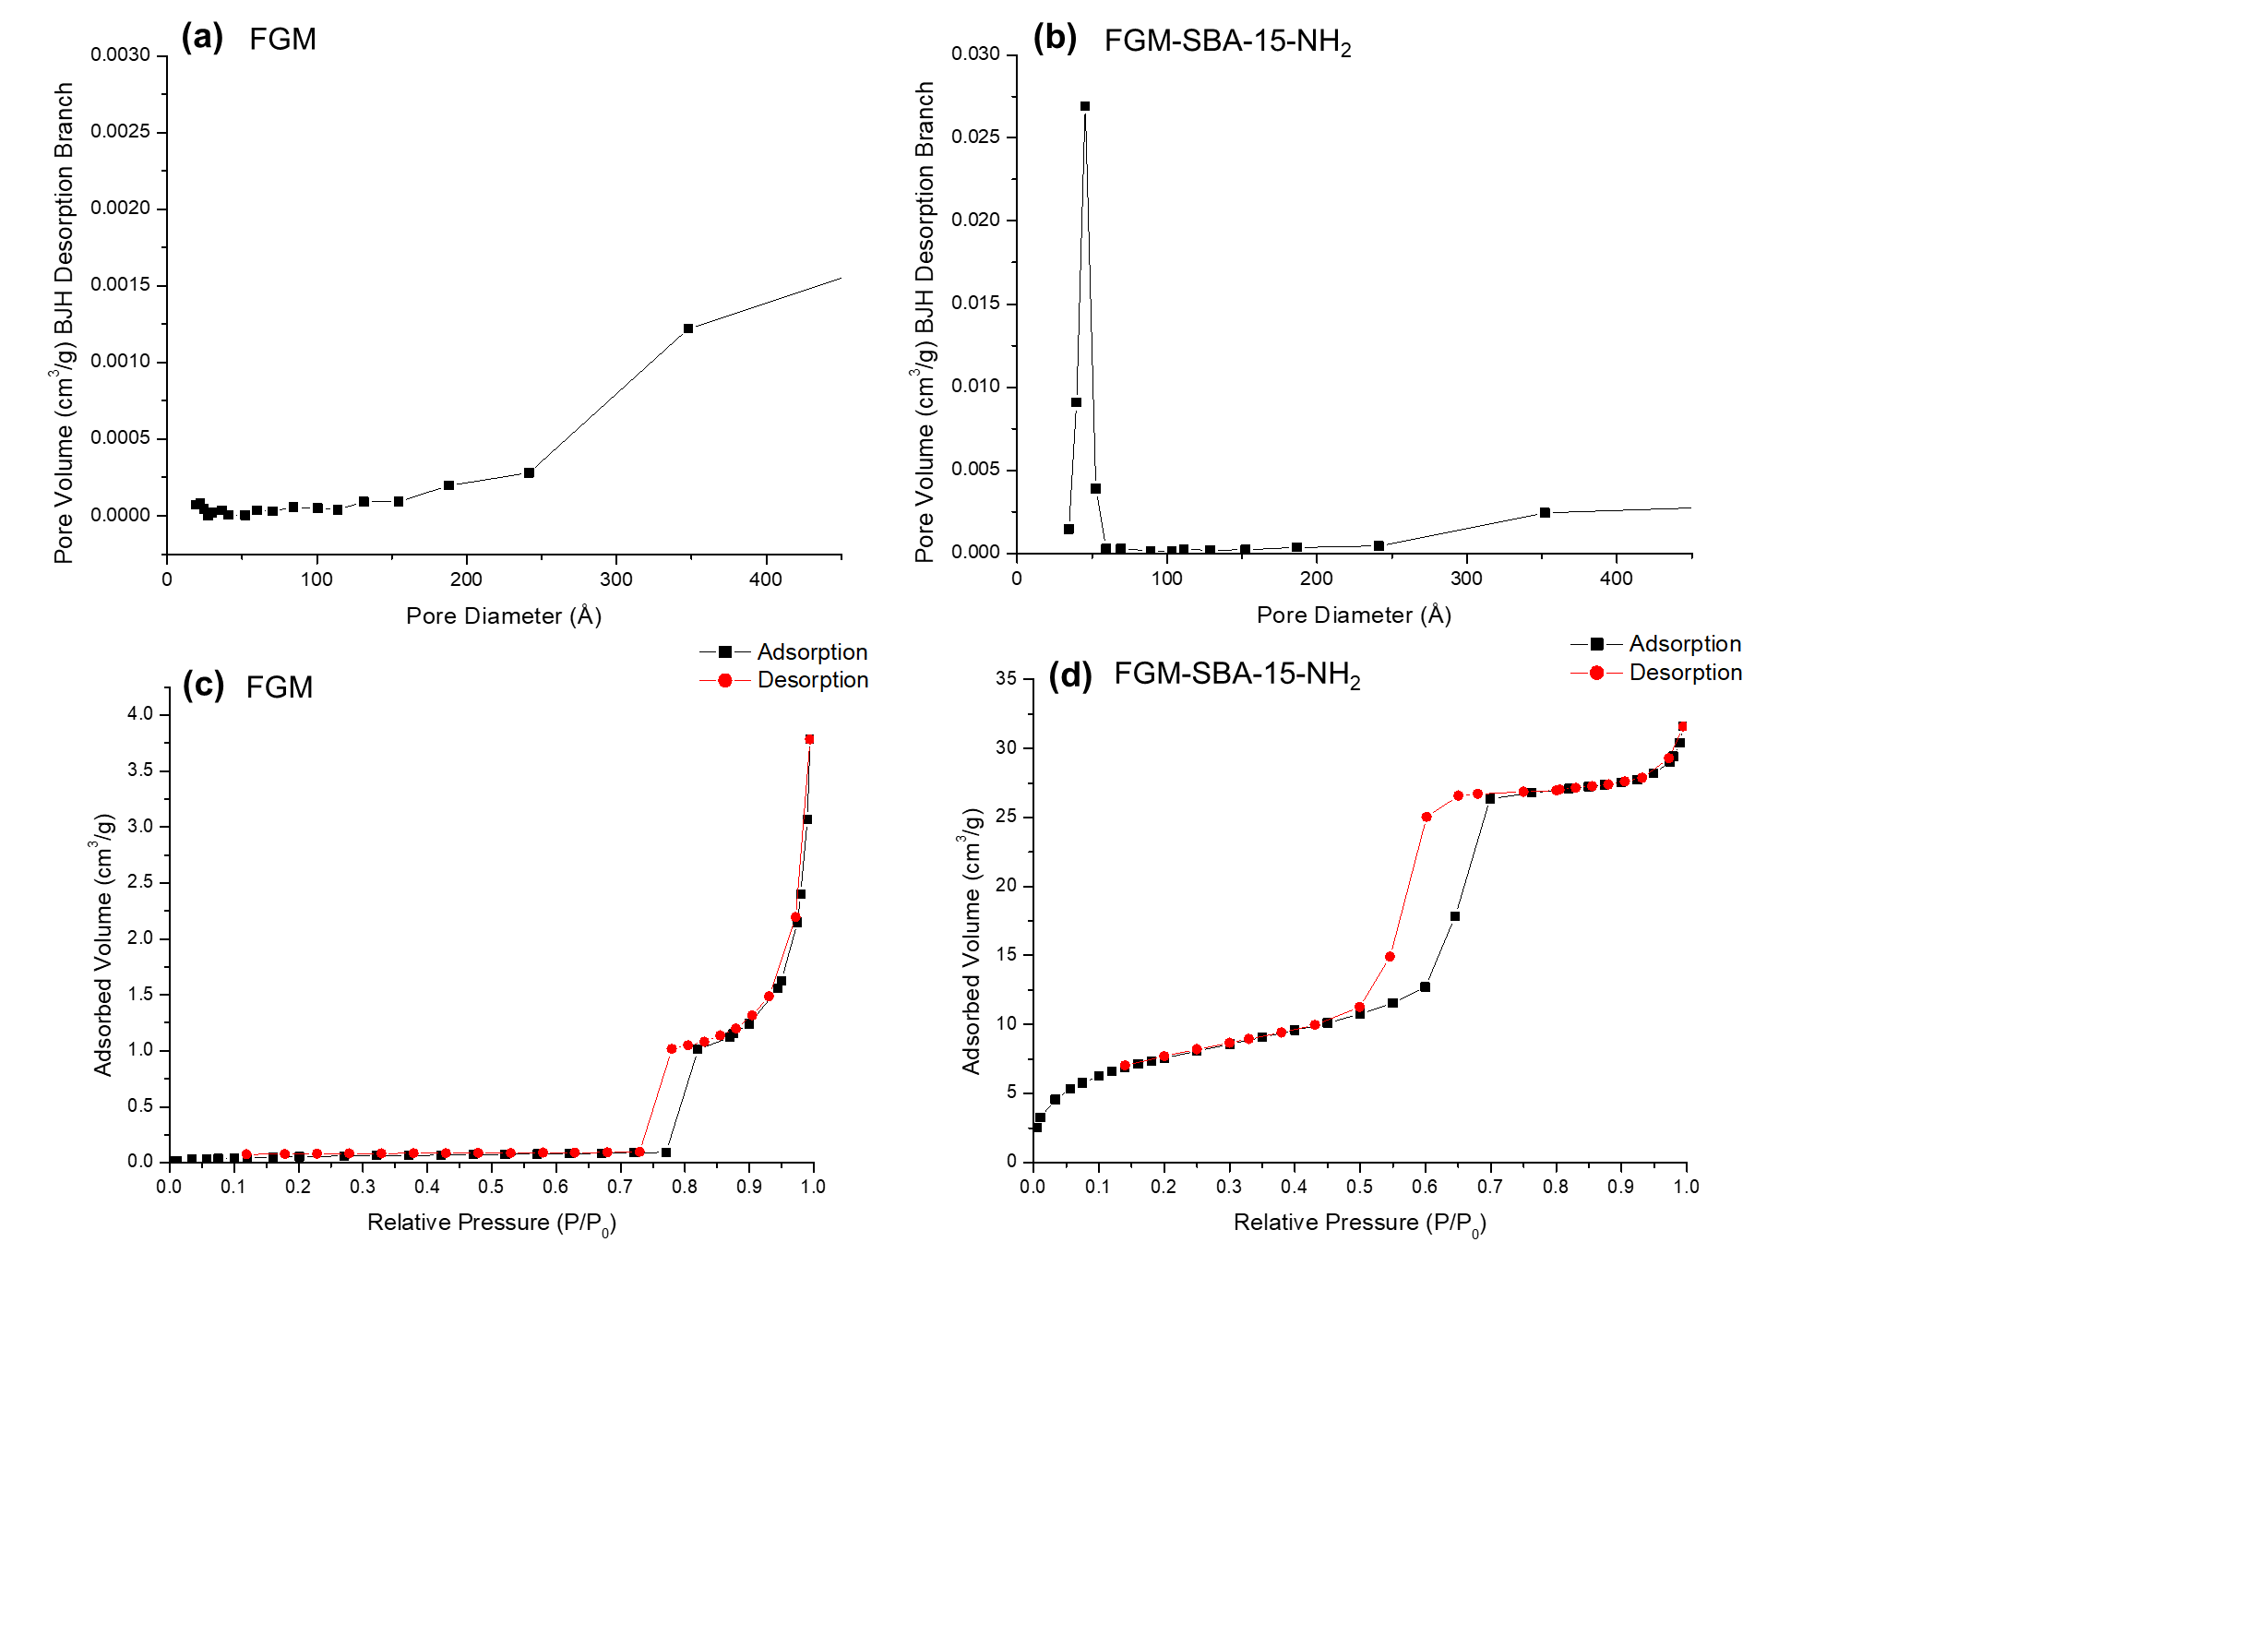 (a) FGM
0.0030
0.0025
0.0020
0.0015
0.0010
0.0005
0.0000
Pore Volume (cm³/g) BJH Desorption Branch
0 100 200 300 400
Pore Diameter (Å)
(b) FGM-SBA-15-NH₂
0.030
0.025
0.020
0.015
0.010
0.005
0.000
Pore Volume (cm³/g) BJH Desorption Branch
0 100 200 300 400
Pore Diameter (Å)
(c) FGM
Adsorption
Desorption
4.0
3.5
3.0
2.5
2.0
1.5
1.0
0.5
0.0
Adsorbed Volume (cm³/g)
0.0 0.1 0.2 0.3 0.4 0.5 0.6 0.7 0.8 0.9 1.0
Relative Pressure (P/P₀)
(d) FGM-SBA-15-NH₂
Adsorption
Desorption
35
30
25
20
15
10
5
0
Adsorbed Volume (cm³/g)
0.0 0.1 0.2 0.3 0.4 0.5 0.6 0.7 0.8 0.9 1.0
Relative Pressure (P/P₀)